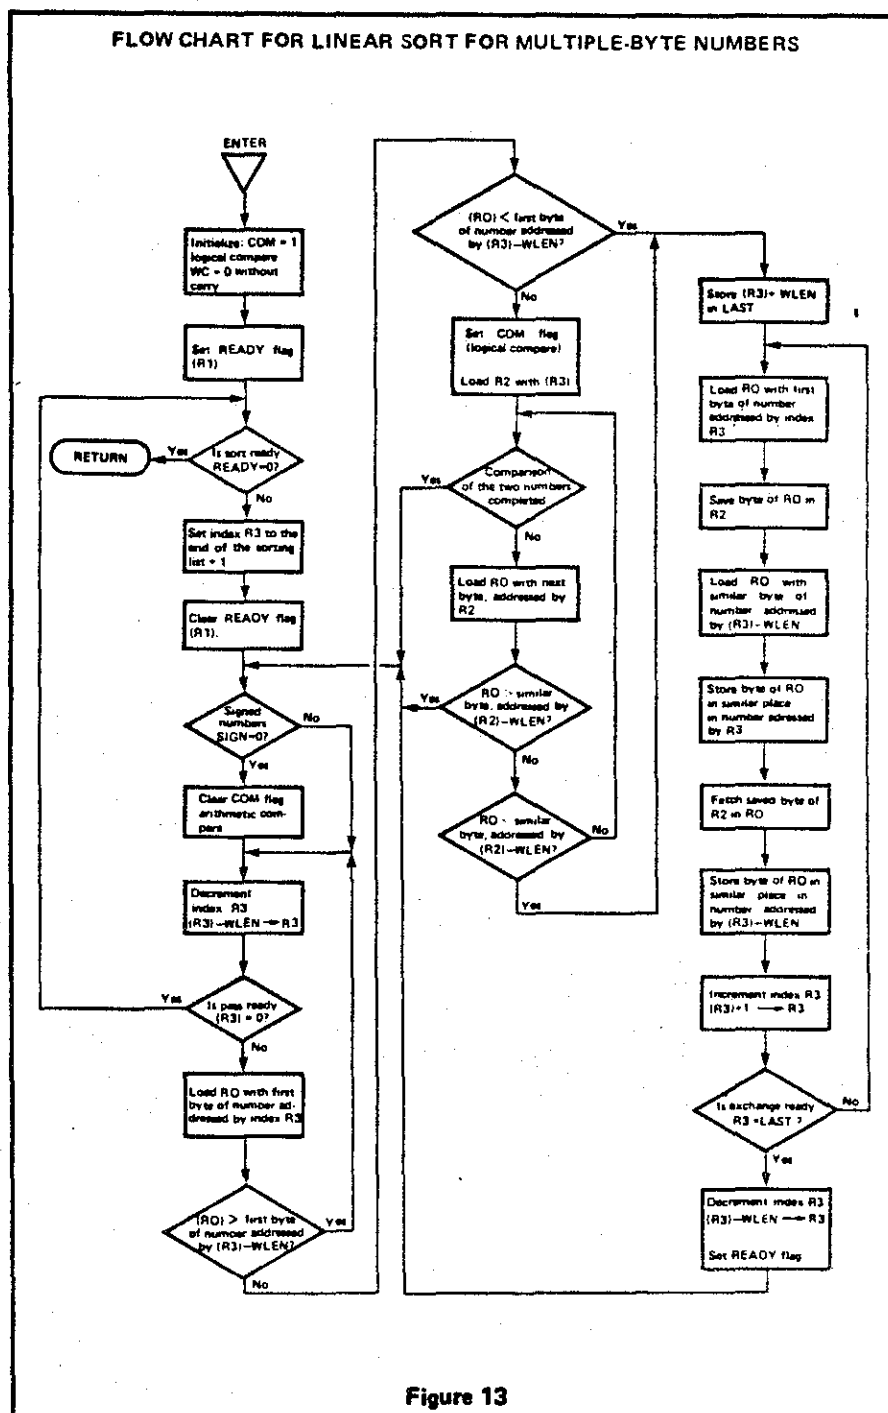 FLOW CHART FOR LINEAR SORT FOR MULTIPLE-BYTE NUMBERS
ENTER
Initialize: COM = 1
logical compare
WC = 0 without
carry
Set READY flag
(R1)
Is sort ready
READY=0?
Yes
RETURN
No
Set index R3 to the
end of the sorting
list + 1
Clear READY flag
(R1).
Signed
numbers
SIGN=0?
No
Yes
Clear COM flag
arithmetic com-
pare
Decrement
index R3
(R3)-WLEN → R3
Is pass ready
(R3) = 0?
Yes
No
Load R0 with first
byte of number ad-
dressed by index R3
(R0) > first byte
of number addressed
by (R3)-WLEN?
Yes
No
(R0) < first byte
of number addressed
by (R3)-WLEN?
Yes
No
Set COM flag
(logical compare)
Load R2 with (R3)
Comparison
of the two numbers
completed
Yes
No
Load R0 with next
byte, addressed by
R2
R0 > similar
byte, addressed by
(R2)-WLEN?
Yes
No
R0 < similar
byte, addressed by
(R2)-WLEN?
No
Yes
Store (R3)+ WLEN
in LAST
Load R0 with first
byte of number
addressed by index
R3
Save byte of R0 in
R2
Load R0 with
similar byte of
number addressed
by (R3)-WLEN
Store byte of R0
in similar place
in number adressed
by R3
Fetch saved byte of
R2 in R0
Store byte of R0 in
similar place in
number addressed
by (R3)-WLEN
Increment index R3
(R3)+1 → R3
Is exchange ready
R3 =LAST ?
No
Yes
Decrement index R3
(R3)-WLEN → R3
Set READY flag
Figure 13